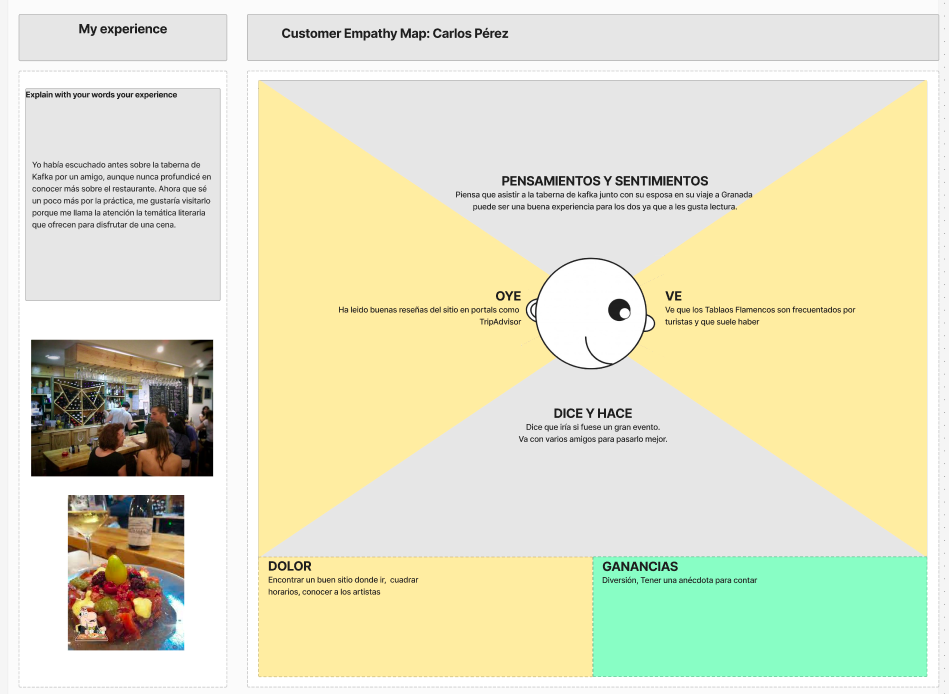 My experience
Customer Empathy Map: Carlos Pérez
Explain with your words your experience
Yo había escuchado antes sobre la taberna de
Kafka por un amigo, aunque nunca profundicé en
conocer más sobre el restaurante. Ahora que sé
un poco más por la práctica, me gustaría visitarlo
porque me llama la atención la temática literaria
que ofrecen para disfrutar de una cena.
PENSAMIENTOS Y SENTIMIENTOS
Piensa que asistir a la taberna de kafka junto con su esposa en su viaje a Granada
puede ser una buena experiencia para los dos ya que a les gusta lectura.
OYE
Ha leido buenas reseñas del sitio en portals como
TripAdvisor
VE
Ve que los Tablaos Flamencos son frecuentados por
turistas y que suele haber
DICE Y HACE
Dice que iría si fuese un gran evento.
Va con varios amigos para pasarlo mejor.
DOLOR
Encontrar un buen sitio donde ir, cuadrar
horarios, conocer a los artistas
GANANCIAS
Diversión, Tener una anécdota para contar